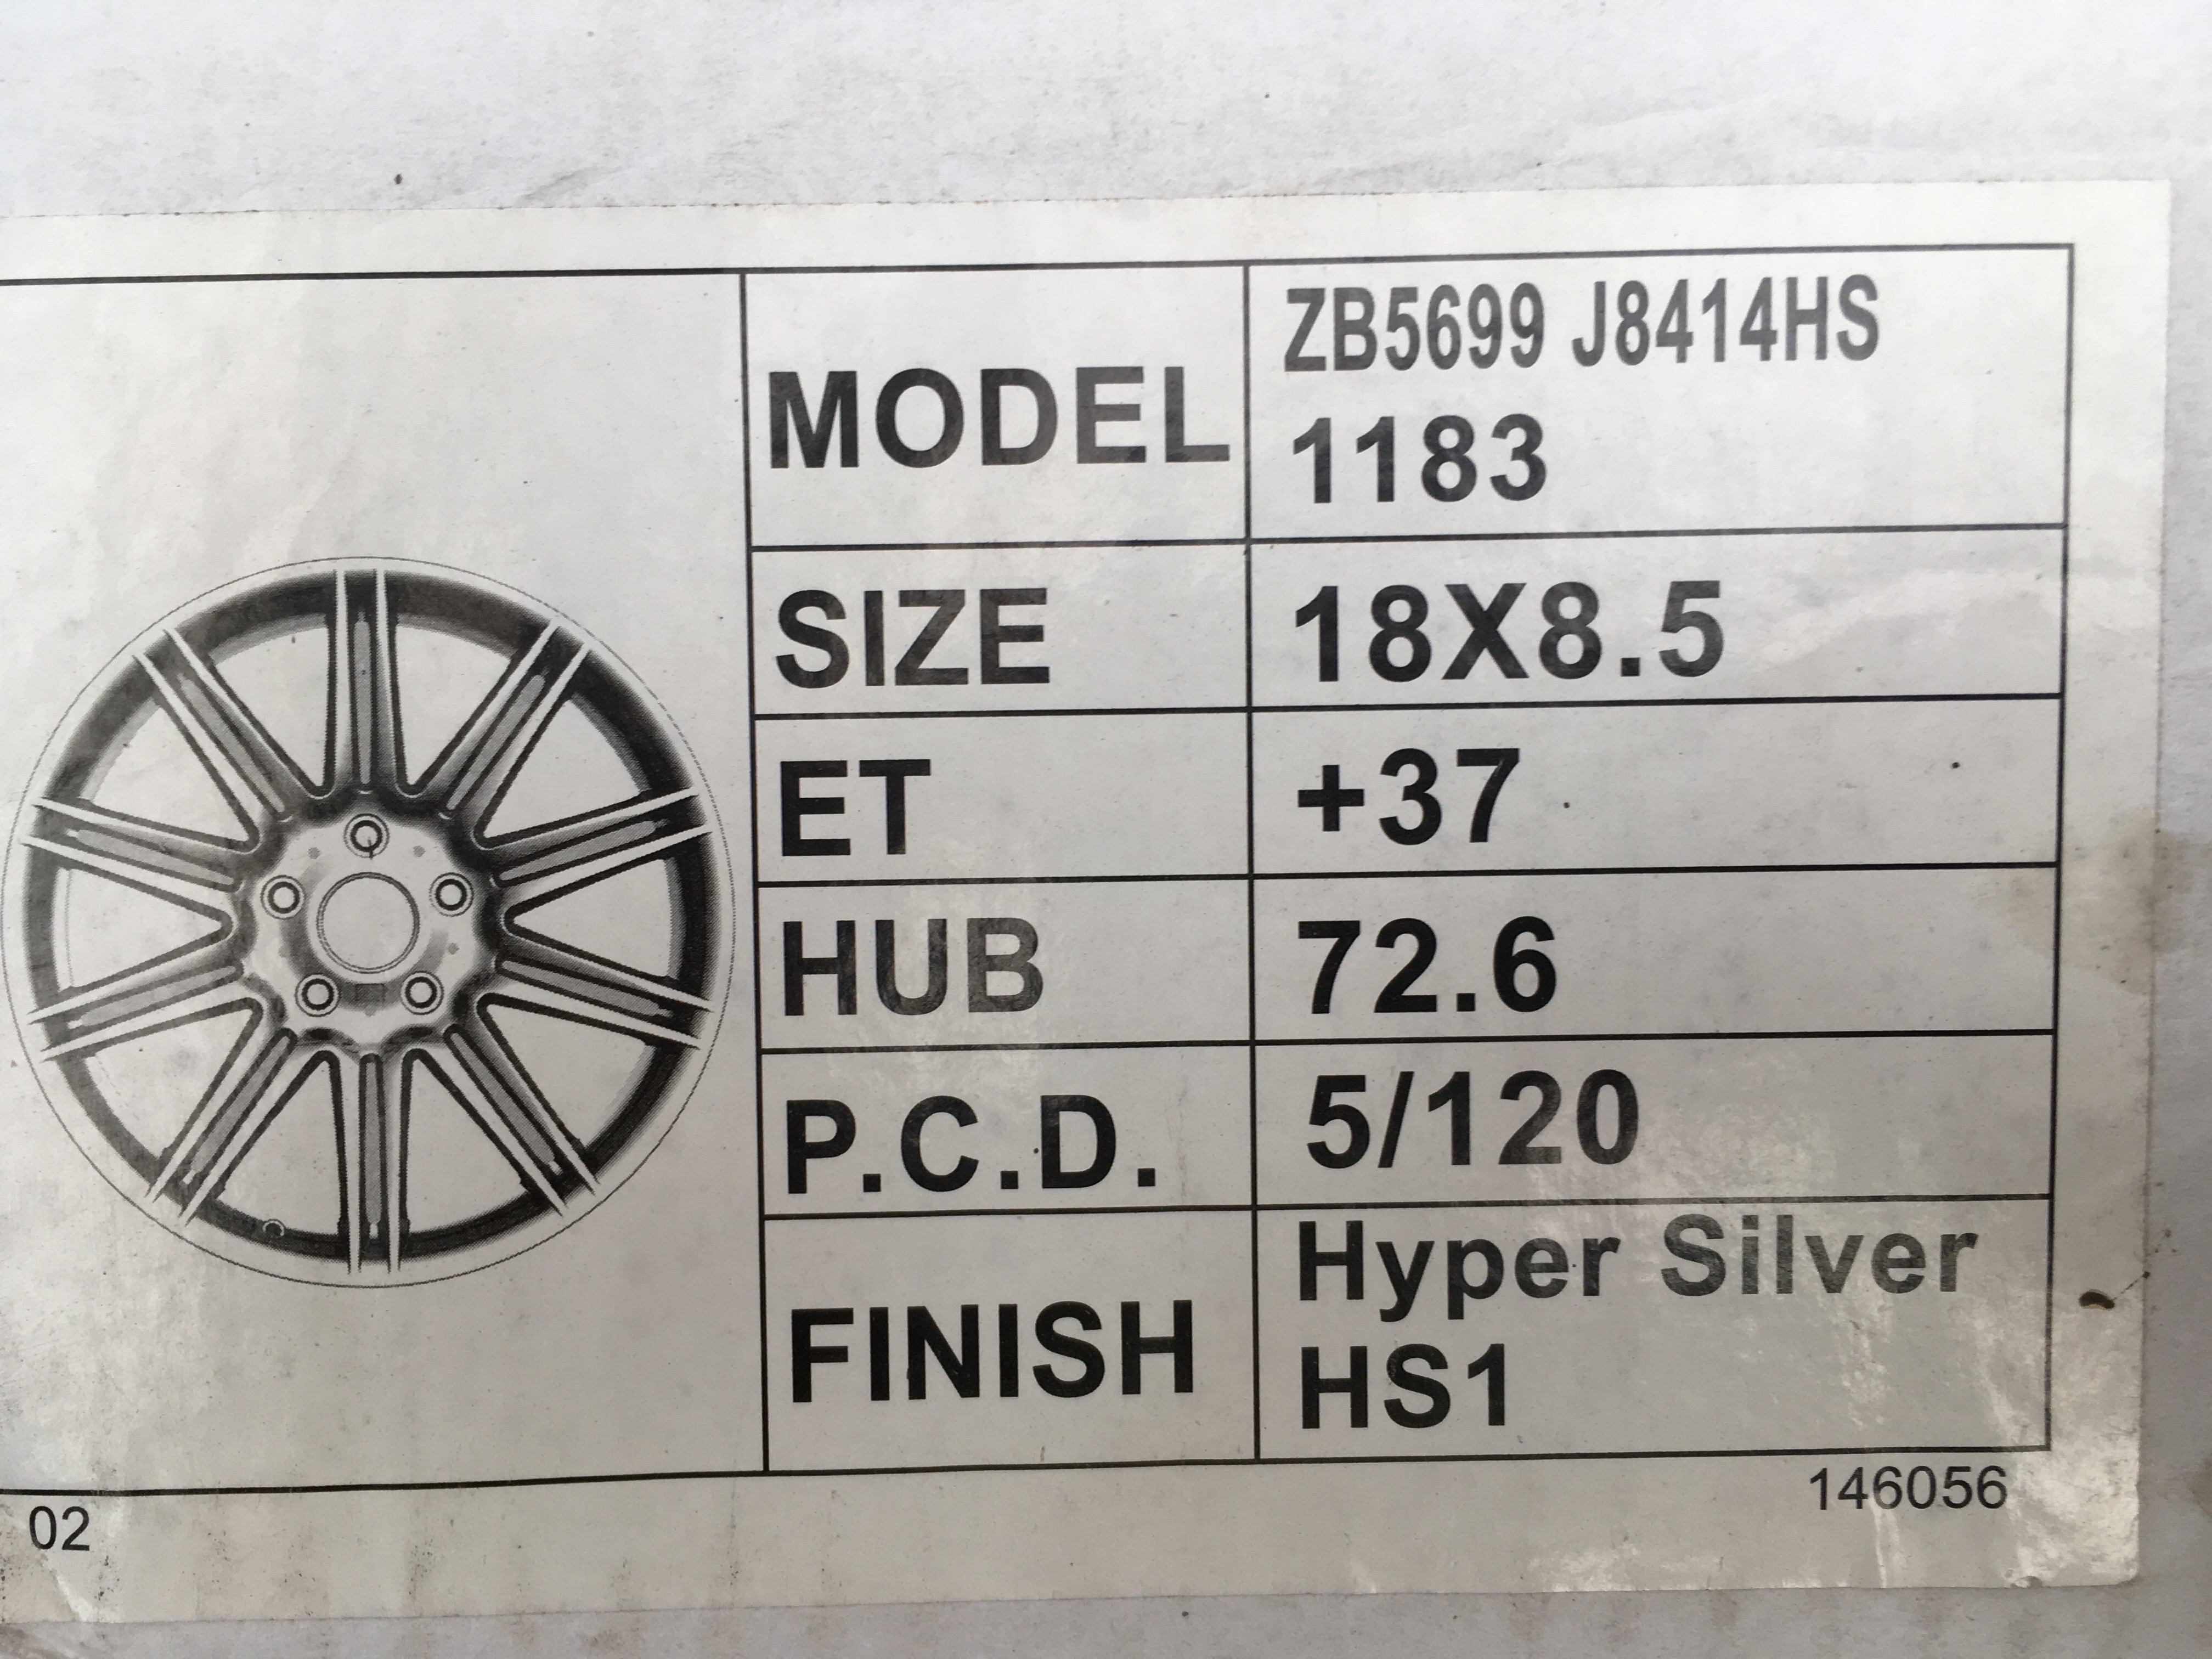 MODEL
ZB5699 J8414HS
1183
SIZE
18X8.5
ET
+37
HUB
72.6
P.C.D.
5/120
FINISH
Hyper Silver
HS1
02
146056